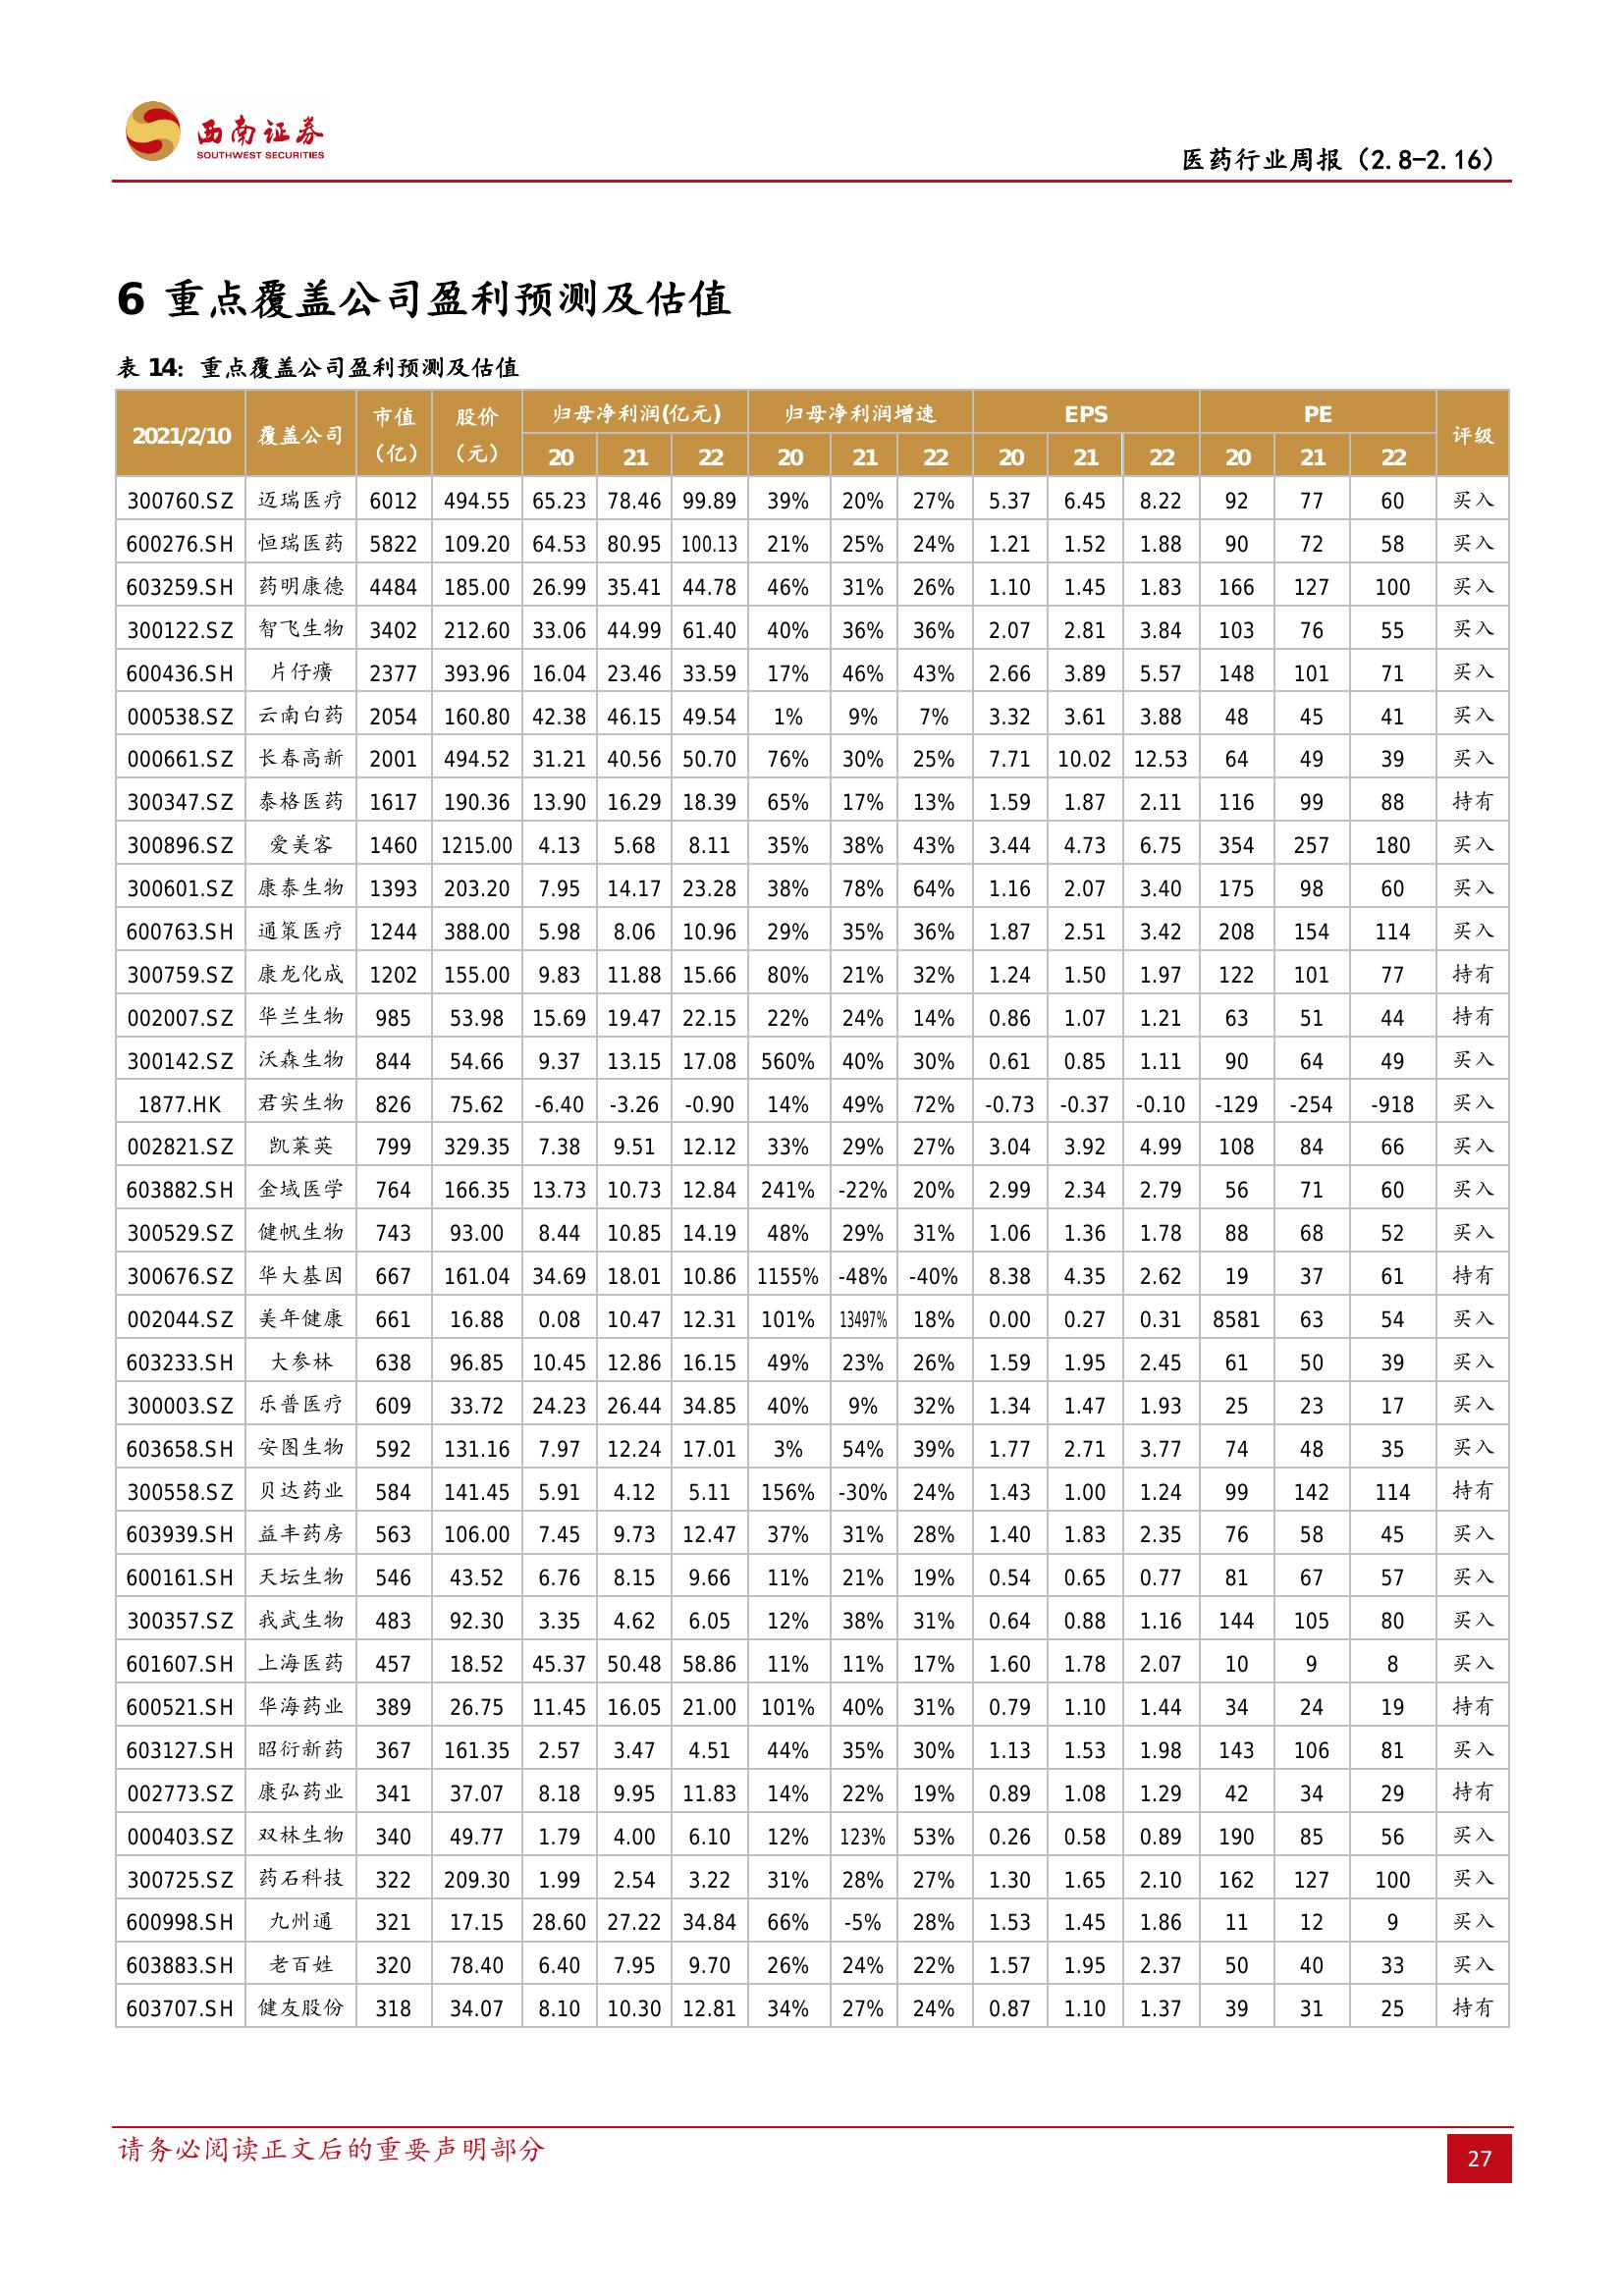 西南证券
SOUTHWEST SECURITIES
医药行业周报（2.8-2.16）
6 重点覆盖公司盈利预测及估值
表 14：重点覆盖公司盈利预测及估值
2021/2/10 覆盖公司 市值（亿） 股价（元） 归母净利润(亿元) 归母净利润增速 EPS PE 评级
20 21 22 20 21 22 20 21 22 20 21 22
300760.SZ 迈瑞医疗 6012 494.55 65.23 78.46 99.89 39% 20% 27% 5.37 6.45 8.22 92 77 60 买入
600276.SH 恒瑞医药 5822 109.20 64.53 80.95 100.13 21% 25% 24% 1.21 1.52 1.88 90 72 58 买入
603259.SH 药明康德 4484 185.00 26.99 35.41 44.78 46% 31% 26% 1.10 1.45 1.83 166 127 100 买入
300122.SZ 智飞生物 3402 212.60 33.06 44.99 61.40 40% 36% 36% 2.07 2.81 3.84 103 76 55 买入
600436.SH 片仔癀 2377 393.96 16.04 23.46 33.59 17% 46% 43% 2.66 3.89 5.57 148 101 71 买入
000538.SZ 云南白药 2054 160.80 42.38 46.15 49.54 1% 9% 7% 3.32 3.61 3.88 48 45 41 买入
000661.SZ 长春高新 2001 494.52 31.21 40.56 50.70 76% 30% 25% 7.71 10.02 12.53 64 49 39 买入
300347.SZ 泰格医药 1617 190.36 13.90 16.29 18.39 65% 17% 13% 1.59 1.87 2.11 116 99 88 持有
300896.SZ 爱美客 1460 1215.00 4.13 5.68 8.11 35% 38% 43% 3.44 4.73 6.75 354 257 180 买入
300601.SZ 康泰生物 1393 203.20 7.95 14.17 23.28 38% 78% 64% 1.16 2.07 3.40 175 98 60 买入
600763.SH 通策医疗 1244 388.00 5.98 8.06 10.96 29% 35% 36% 1.87 2.51 3.42 208 154 114 买入
300759.SZ 康龙化成 1202 155.00 9.83 11.88 15.66 80% 21% 32% 1.24 1.50 1.97 122 101 77 持有
002007.SZ 华兰生物 985 53.98 15.69 19.47 22.15 22% 24% 14% 0.86 1.07 1.21 63 51 44 持有
300142.SZ 沃森生物 844 54.66 9.37 13.15 17.08 560% 40% 30% 0.61 0.85 1.11 90 64 49 买入
1877.HK 君实生物 826 75.62 -6.40 -3.26 -0.90 14% 49% 72% -0.73 -0.37 -0.10 -129 -254 -918 买入
002821.SZ 凯莱英 799 329.35 7.38 9.51 12.12 33% 29% 27% 3.04 3.92 4.99 108 84 66 买入
603882.SH 金域医学 764 166.35 13.73 10.73 12.84 241% -22% 20% 2.99 2.34 2.79 56 71 60 买入
300529.SZ 健帆生物 743 93.00 8.44 10.85 14.19 48% 29% 31% 1.06 1.36 1.78 88 68 52 买入
300676.SZ 华大基因 667 161.04 34.69 18.01 10.86 1155% -48% -40% 8.38 4.35 2.62 19 37 61 持有
002044.SZ 美年健康 661 16.88 0.08 10.47 12.31 101% 13497% 18% 0.00 0.27 0.31 8581 63 54 买入
603233.SH 大参林 638 96.85 10.45 12.86 16.15 49% 23% 26% 1.59 1.95 2.45 61 50 39 买入
300003.SZ 乐普医疗 609 33.72 24.23 26.44 34.85 40% 9% 32% 1.34 1.47 1.93 25 23 17 买入
603658.SH 安图生物 592 131.16 7.97 12.24 17.01 3% 54% 39% 1.77 2.71 3.77 74 48 35 买入
300558.SZ 贝达药业 584 141.45 5.91 4.12 5.11 156% -30% 24% 1.43 1.00 1.24 99 142 114 持有
603939.SH 益丰药房 563 106.00 7.45 9.73 12.47 37% 31% 28% 1.40 1.83 2.35 76 58 45 买入
600161.SH 天坛生物 546 43.52 6.76 8.15 9.66 11% 21% 19% 0.54 0.65 0.77 81 67 57 买入
300357.SZ 我武生物 483 92.30 3.35 4.62 6.05 12% 38% 31% 0.64 0.88 1.16 144 105 80 买入
601607.SH 上海医药 457 18.52 45.37 50.48 58.86 11% 11% 17% 1.60 1.78 2.07 10 9 8 买入
600521.SH 华海药业 389 26.75 11.45 16.05 21.00 101% 40% 31% 0.79 1.10 1.44 34 24 19 持有
603127.SH 昭衍新药 367 161.35 2.57 3.47 4.51 44% 35% 30% 1.13 1.53 1.98 143 106 81 买入
002773.SZ 康弘药业 341 37.07 8.18 9.95 11.83 14% 22% 19% 0.89 1.08 1.29 42 34 29 持有
000403.SZ 双林生物 340 49.77 1.79 4.00 6.10 12% 123% 53% 0.26 0.58 0.89 190 85 56 买入
300725.SZ 药石科技 322 209.30 1.99 2.54 3.22 31% 28% 27% 1.30 1.65 2.10 162 127 100 买入
600998.SH 九州通 321 17.15 28.60 27.22 34.84 66% -5% 28% 1.53 1.45 1.86 11 12 9 买入
603883.SH 老百姓 320 78.40 6.40 7.95 9.70 26% 24% 22% 1.57 1.95 2.37 50 40 33 买入
603707.SH 健友股份 318 34.07 8.10 10.30 12.81 34% 27% 24% 0.87 1.10 1.37 39 31 25 持有
请务必阅读正文后的重要声明部分
27